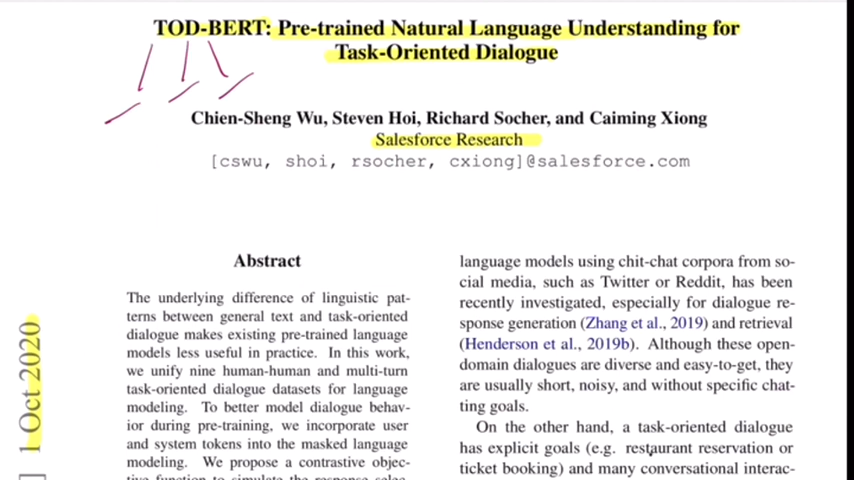 TOD-BERT: Pre-trained Natural Language Understanding for
Task-Oriented Dialogue
Chien-Sheng Wu, Steven Hoi, Richard Socher, and Caiming Xiong
Salesforce Research
[cswu, shoi, rsocher, cxiong]@salesforce.com
] 1 Oct 2020
Abstract
The underlying difference of linguistic pat-
terns between general text and task-oriented
dialogue makes existing pre-trained language
models less useful in practice. In this work,
we unify nine human-human and multi-turn
task-oriented dialogue datasets for language
modeling. To better model dialogue behav-
ior during pre-training, we incorporate user
and system tokens into the masked language
modeling. We propose a contrastive objec-
tive function to simulate the response selec-
language models using chit-chat corpora from so-
cial media, such as Twitter or Reddit, has been
recently investigated, especially for dialogue re-
sponse generation (Zhang et al., 2019) and retrieval
(Henderson et al., 2019b). Although these open-
domain dialogues are diverse and easy-to-get, they
are usually short, noisy, and without specific chat-
ting goals.
On the other hand, a task-oriented dialogue
has explicit goals (e.g. restaurant reservation or
ticket booking) and many conversational interac-